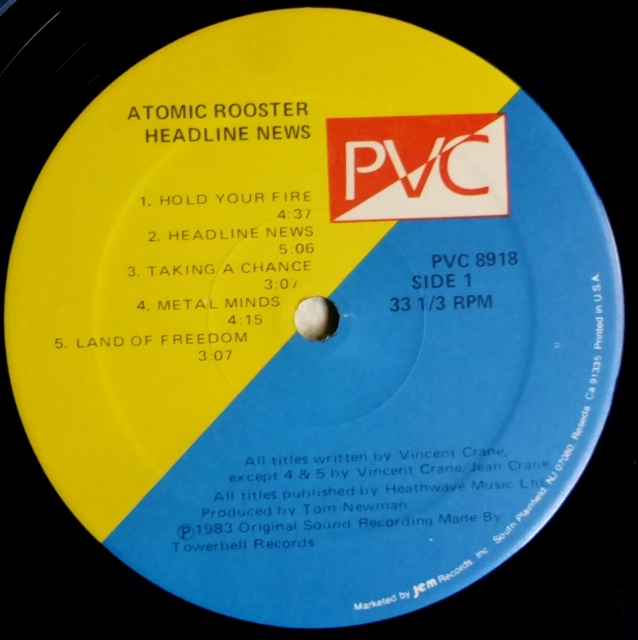 ATOMIC ROOSTER
HEADLINE NEWS
PVC
1. HOLD YOUR FIRE
4:37
2. HEADLINE NEWS
5:06
3. TAKING A CHANCE
3:07
4. METAL MINDS
4:15
5. LAND OF FREEDOM
3:07
PVC 8918
SIDE 1
33 1/3 RPM
All titles written by Vincent Crane,
except 4 & 5 by Vincent Crane/Jean Crane
All titles published by Heathwave Music Ltd
Produced by Tom Newman
Ⓟ1983 Original Sound Recording Made By
Towerbell Records
Marketed by jem Records, Inc South Plainfield, NJ 07080, Reseda, Ca 91335 Printed in U.S.A.